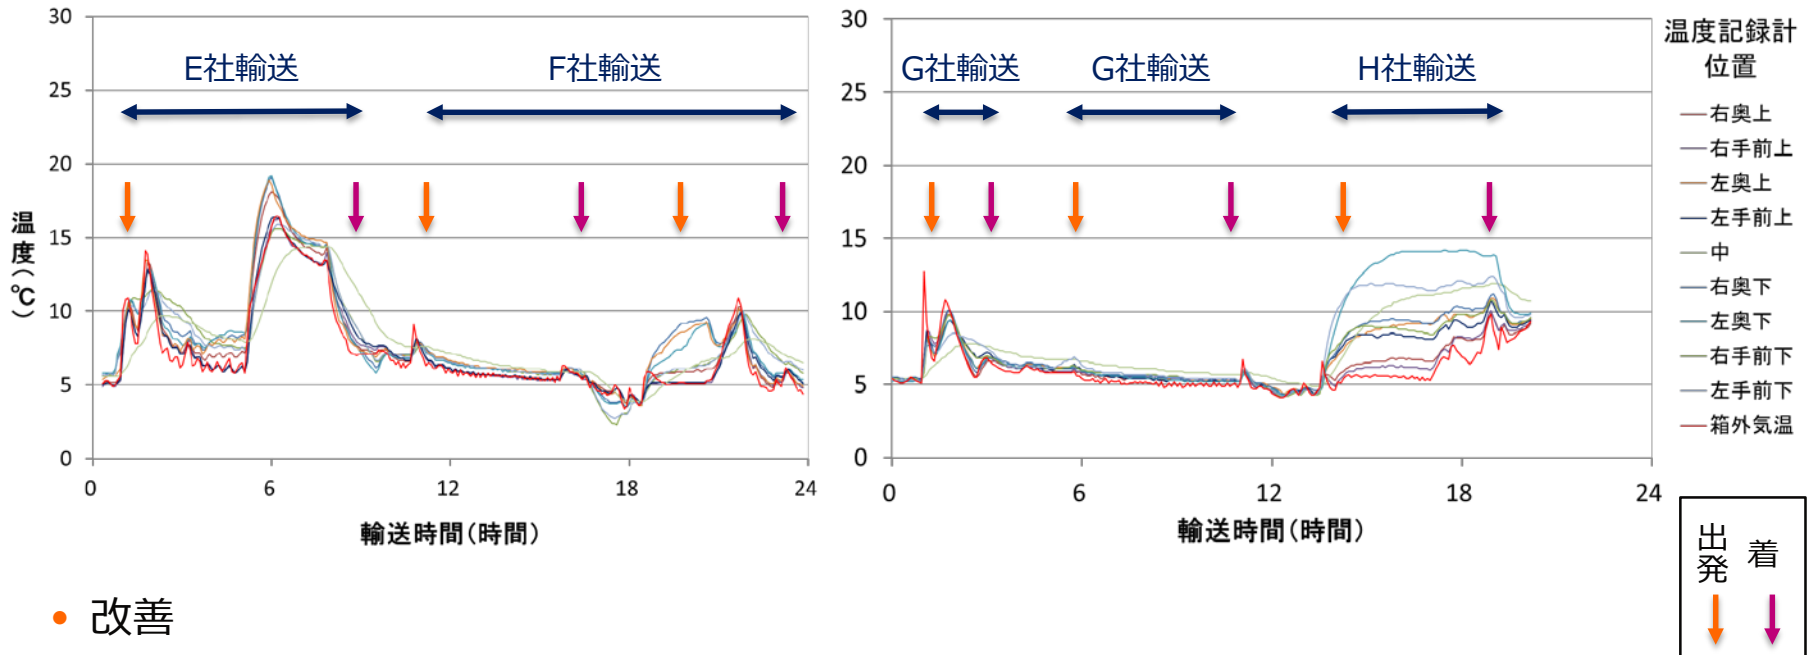 30
25
20
15
10
5
0
温度(℃)
E社輸送
F社輸送
0
6
12
18
24
輸送時間(時間)
30
25
20
15
10
5
0
G社輸送
G社輸送
H社輸送
0
6
12
18
24
輸送時間(時間)
温度記録計
位置
右奥上
右手前上
左奥上
左手前上
中
右奥下
左奥下
右手前下
左手前下
箱外気温
出発
着
• 改善